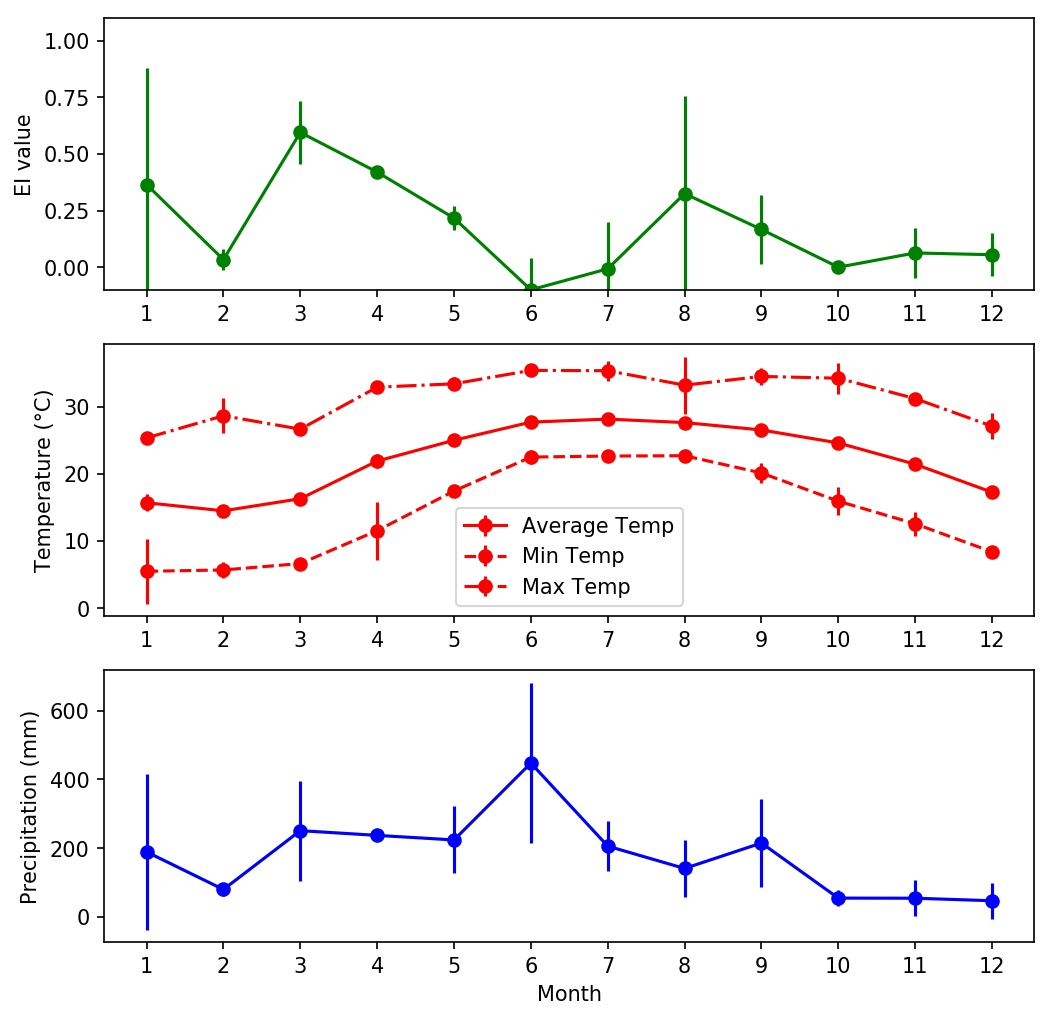 EI value
1.00
0.75
0.50
0.25
0.00
1 2 3 4 5 6 7 8 9 10 11 12
Temperature (°C)
30
20
10
0
Average Temp
Min Temp
Max Temp
1 2 3 4 5 6 7 8 9 10 11 12
Precipitation (mm)
600
400
200
0
1 2 3 4 5 6 7 8 9 10 11 12
Month